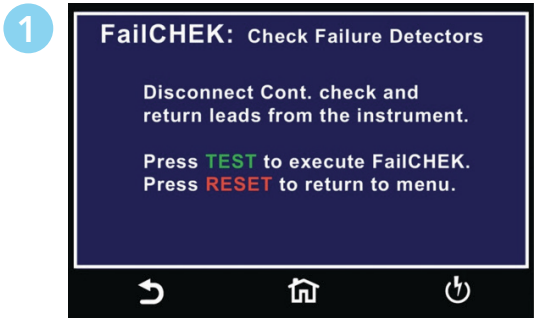 1
FailCHEK: Check Failure Detectors
Disconnect Cont. check and
return leads from the instrument.
Press TEST to execute FailCHEK.
Press RESET to return to menu.